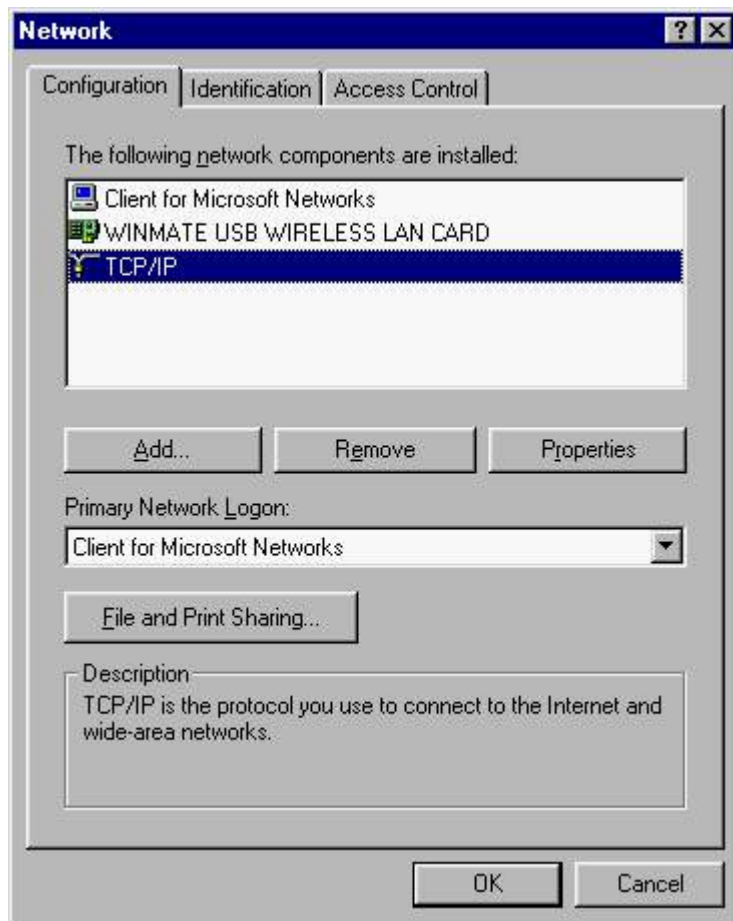 Network
Configuration
Identification
Access Control
The following network components are installed:
Client for Microsoft Networks
WINMATE USB WIRELESS LAN CARD
TCP/IP
Add...
Remove
Properties
Primary Network Logon:
Client for Microsoft Networks
File and Print Sharing...
Description
TCP/IP is the protocol you use to connect to the Internet and
wide-area networks.
OK
Cancel